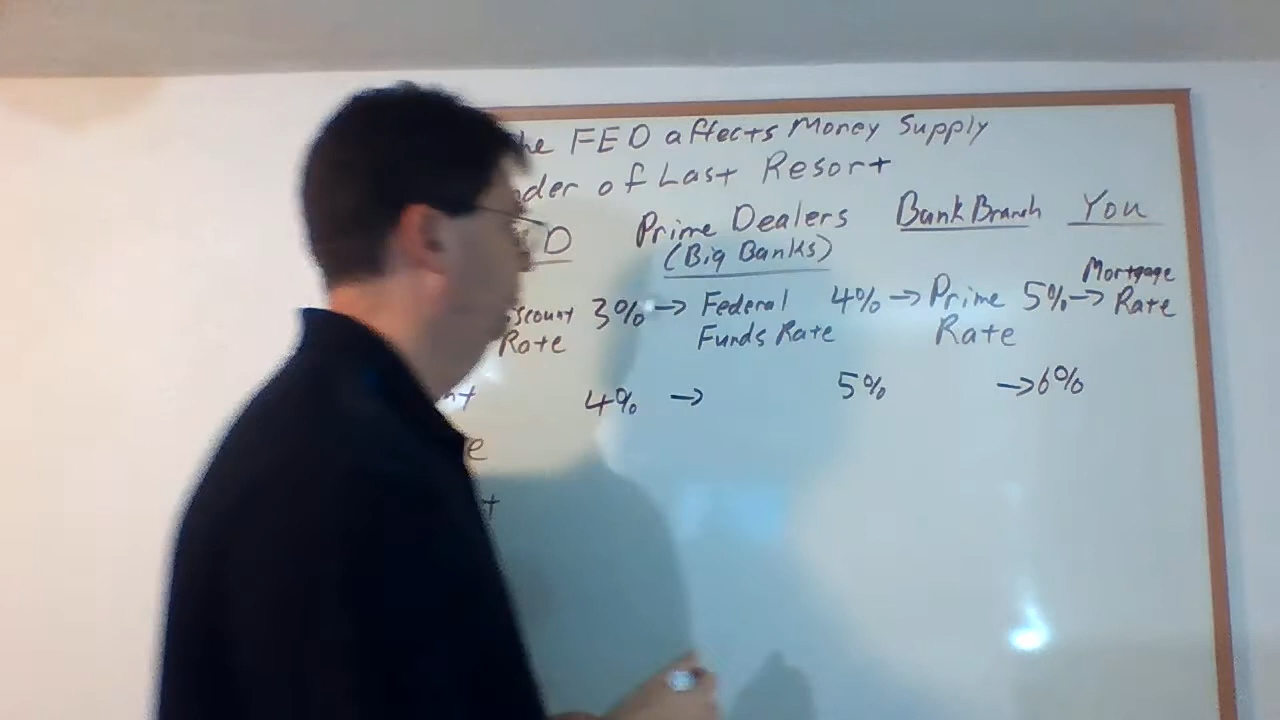 he FED affects Money Supply
nder of Last Resort
D Prime Dealers Bank Branch You
(Big Banks)
scount 3% → Federal 4% → Prime 5% → Mortgage
Rate Funds Rate Rate Rate
nt 4% → 5% → 6%
e
t